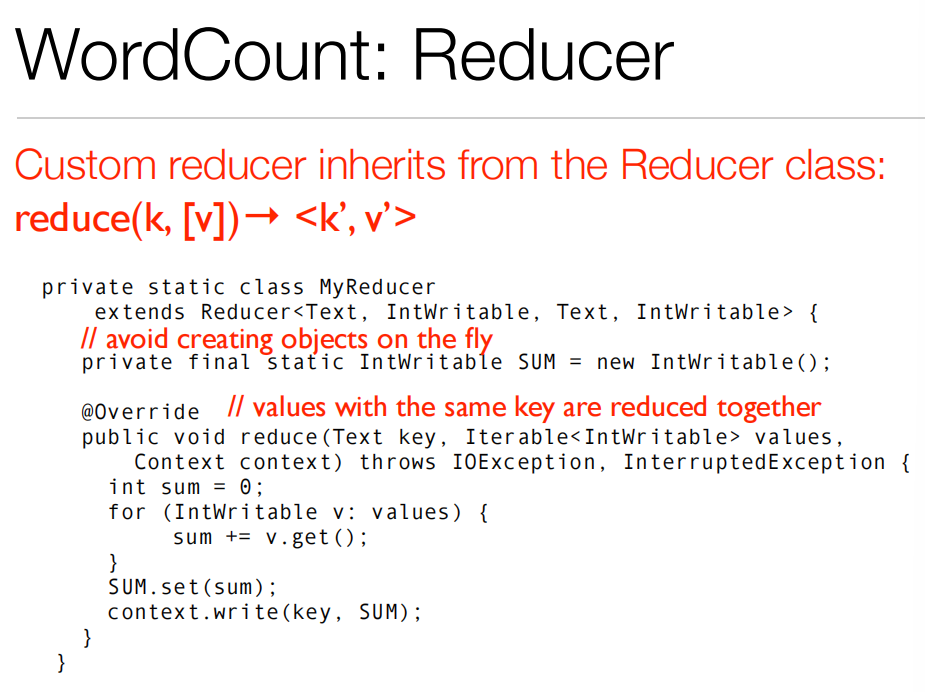 WordCount: Reducer
Custom reducer inherits from the Reducer class:
reduce(k, [v])→ <k’, v’>
private static class MyReducer
extends Reducer<Text, IntWritable, Text, IntWritable> {
// avoid creating objects on the fly
private final static IntWritable SUM = new IntWritable();
@Override // values with the same key are reduced together
public void reduce(Text key, Iterable<IntWritable> values,
Context context) throws IOException, InterruptedException {
int sum = 0;
for (IntWritable v: values) {
sum += v.get();
}
SUM.set(sum);
context.write(key, SUM);
}
}